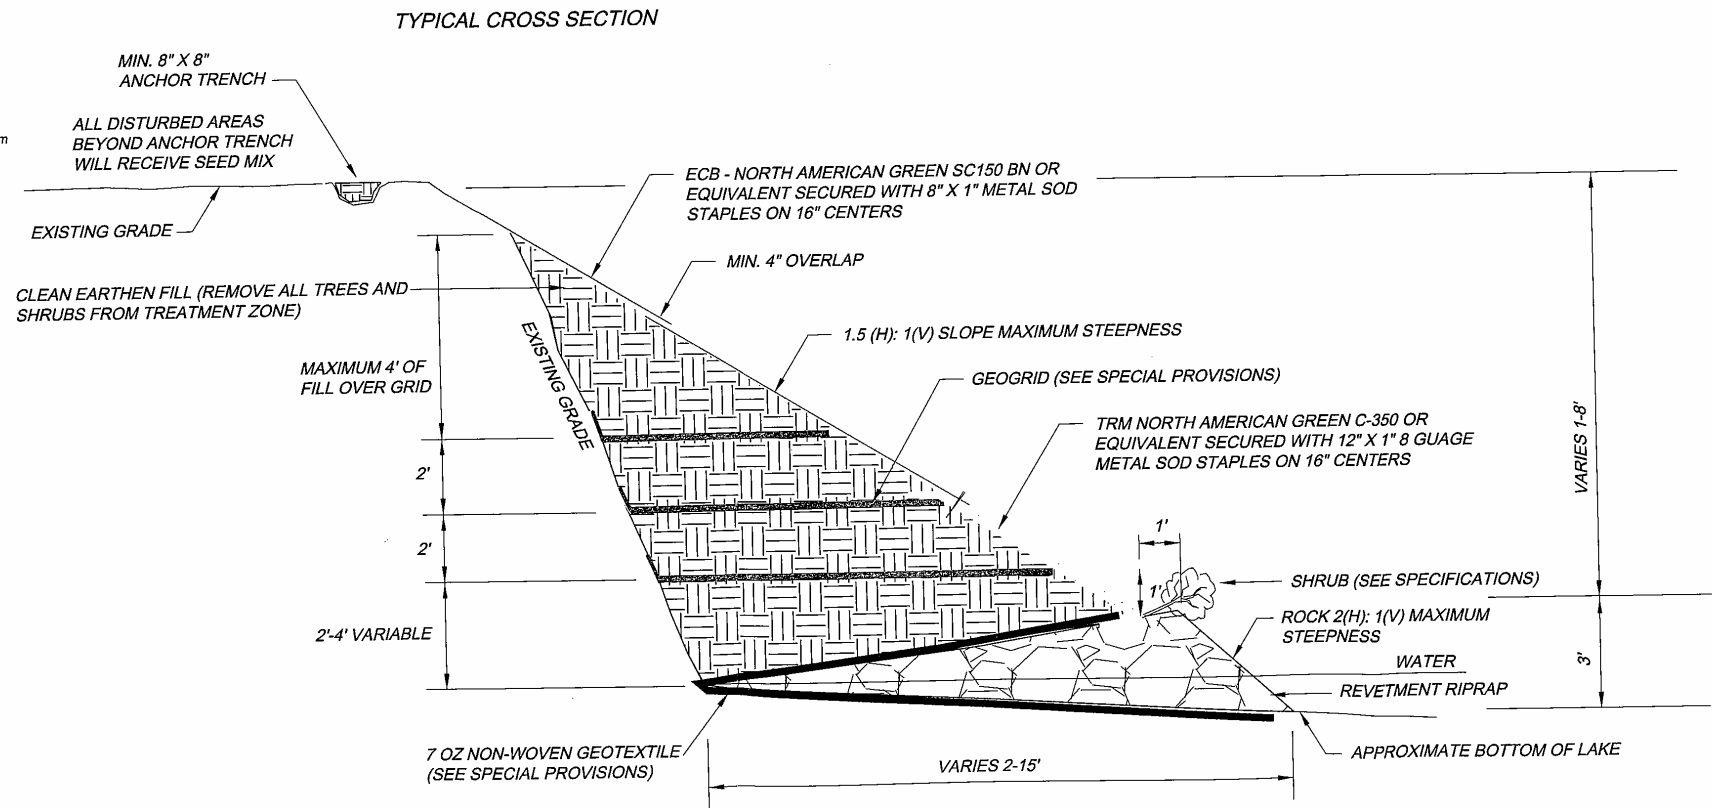 TYPICAL CROSS SECTION
MIN. 8" X 8"
ANCHOR TRENCH
ALL DISTURBED AREAS
BEYOND ANCHOR TRENCH
WILL RECEIVE SEED MIX
m
EXISTING GRADE
ECB - NORTH AMERICAN GREEN SC150 BN OR
EQUIVALENT SECURED WITH 8" X 1" METAL SOD
STAPLES ON 16" CENTERS
MIN. 4" OVERLAP
CLEAN EARTHEN FILL (REMOVE ALL TREES AND
SHRUBS FROM TREATMENT ZONE)
EXISTING GRADE
1.5 (H): 1(V) SLOPE MAXIMUM STEEPNESS
MAXIMUM 4' OF
FILL OVER GRID
GEOGRID (SEE SPECIAL PROVISIONS)
TRM NORTH AMERICAN GREEN C-350 OR
EQUIVALENT SECURED WITH 12" X 1" 8 GUAGE
METAL SOD STAPLES ON 16" CENTERS
VARIES 1-8'
2'
2'
1'
1'
SHRUB (SEE SPECIFICATIONS)
ROCK 2(H): 1(V) MAXIMUM
STEEPNESS
2'-4' VARIABLE
WATER
3'
REVETMENT RIPRAP
7 OZ NON-WOVEN GEOTEXTILE
(SEE SPECIAL PROVISIONS)
VARIES 2-15'
APPROXIMATE BOTTOM OF LAKE